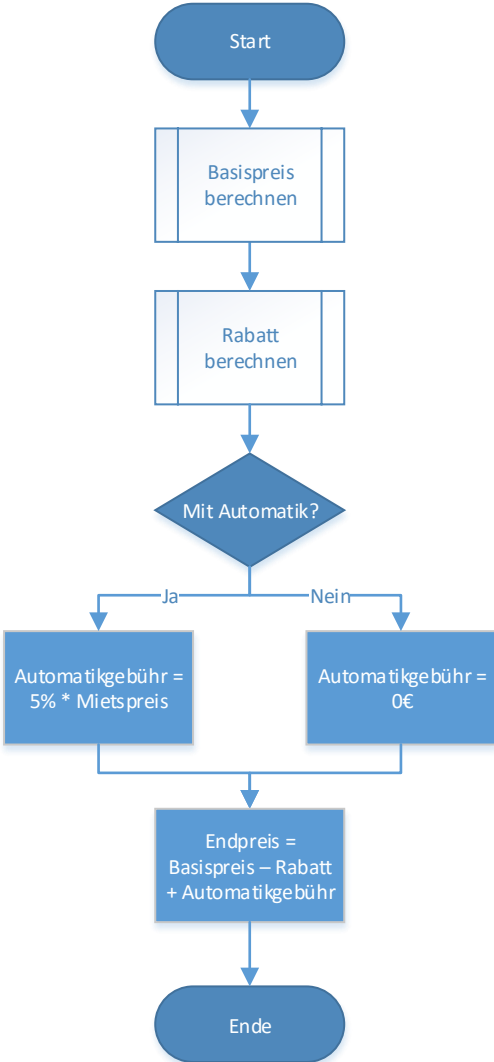 Start
Basispreis
berechnen
Rabatt
berechnen
Mit Automatik?
Ja
Nein
Automatikgebühr =
5% * Mietspreis
Automatikgebühr =
0€
Endpreis =
Basispreis – Rabatt
+ Automatikgebühr
Ende